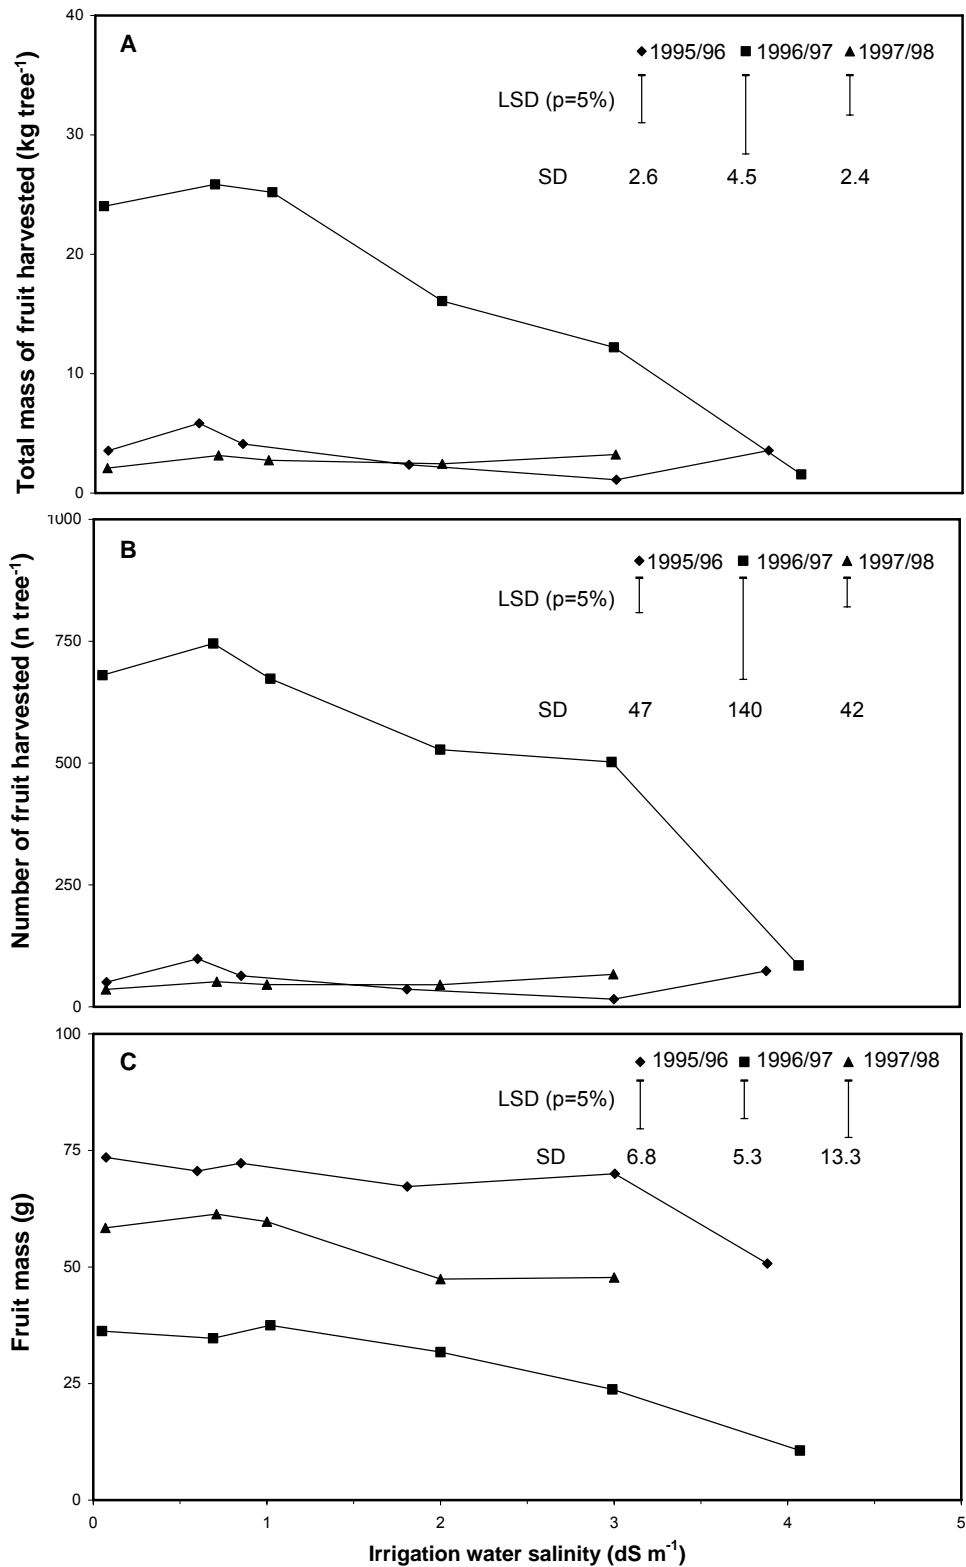 A
1995/96 1996/97 1997/98
LSD (p=5%)
SD 2.6 4.5 2.4
Total mass of fruit harvested (kg tree-1)
40
30
20
10
0
B
1995/96 1996/97 1997/98
LSD (p=5%)
SD 47 140 42
Number of fruit harvested (n tree-1)
1000
750
500
250
0
C
1995/96 1996/97 1997/98
LSD (p=5%)
SD 6.8 5.3 13.3
Fruit mass (g)
100
75
50
25
0
0 1 2 3 4 5
Irrigation water salinity (dS m-1)